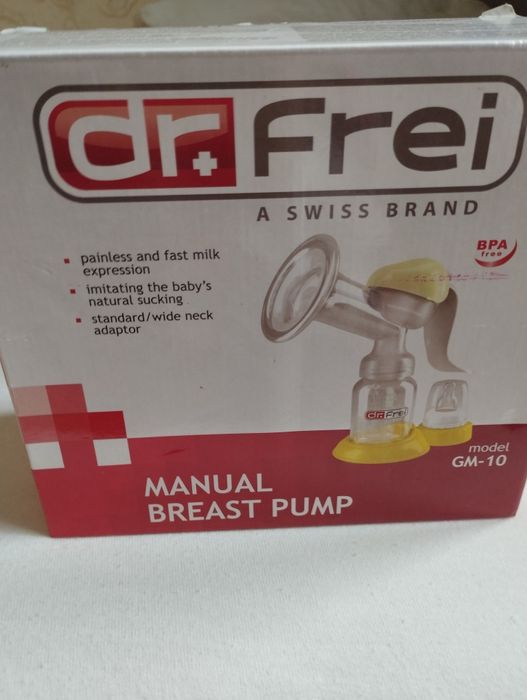 dr.Frei
A SWISS BRAND
painless and fast milk
expression
imitating the baby's
natural sucking
standard/wide neck
adaptor
BPA
free
dr.Frei
model
GM-10
MANUAL
BREAST PUMP